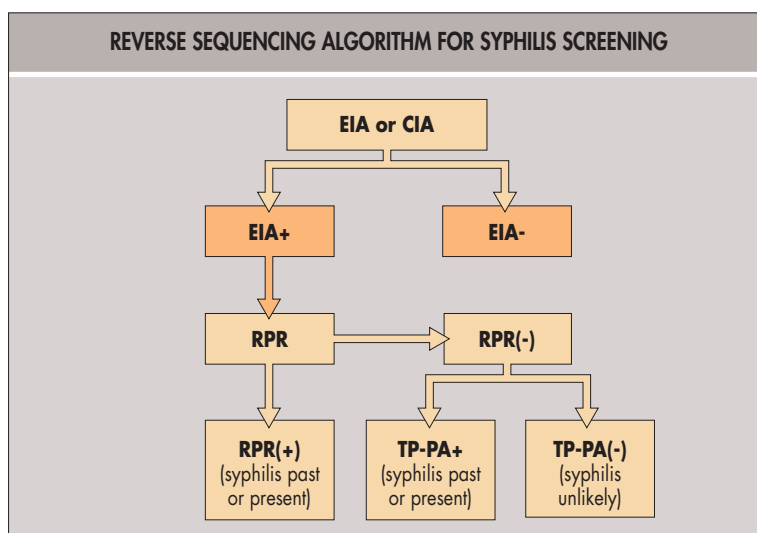 REVERSE SEQUENCING ALGORITHM FOR SYPHILIS SCREENING
EIA or CIA
EIA+
EIA-
RPR
RPR(-)
RPR(+)
(syphilis past
or present)
TP-PA+
(syphilis past
or present)
TP-PA(-)
(syphilis
unlikely)